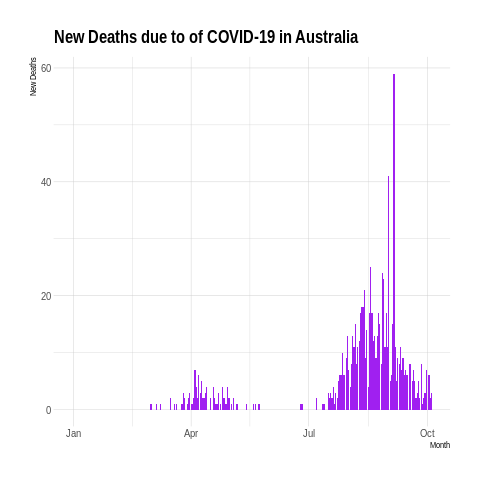 New Deaths due to of COVID-19 in Australia
New Deaths
60
40
20
0
Jan Apr Jul Oct
Month